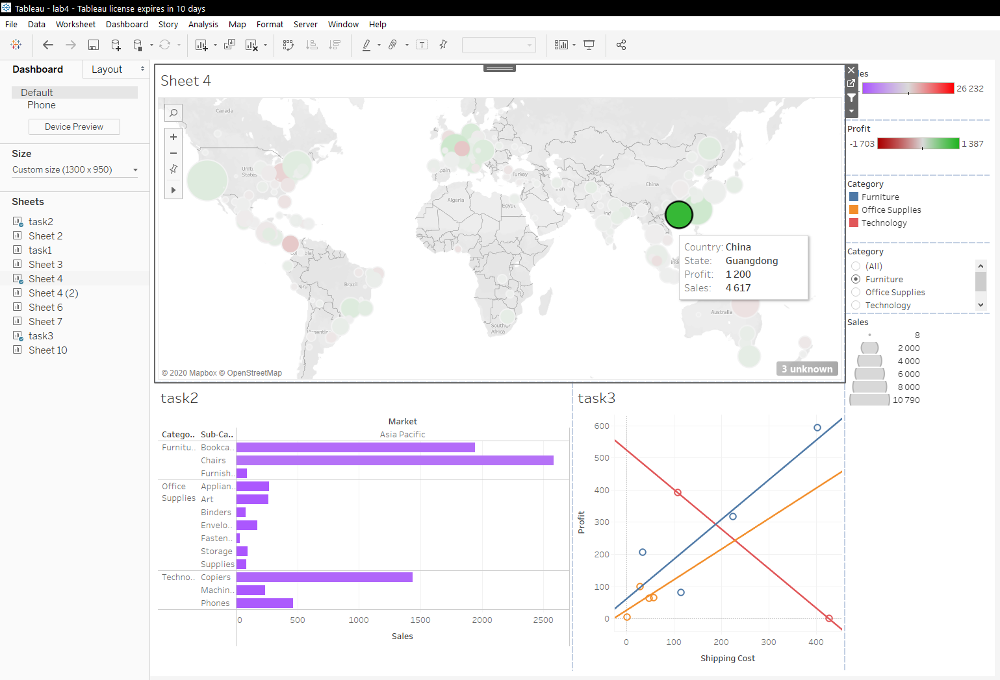 Tableau - lab4 - Tableau license expires in 10 days
File Data Worksheet Dashboard Story Analysis Map Format Server Window Help
Dashboard Layout
Default
Phone
Device Preview
Size
Custom size (1300 x 950)
Sheets
task2
Sheet 2
task1
Sheet 3
Sheet 4
Sheet 4 (2)
Sheet 6
Sheet 7
task3
Sheet 10
Sheet 4
Canada
United
States
pain
Turkey
China
Algeria
Egypt
Iran
Ind
Brazil
Peru
Argentin
South
Africa
Australia
Country: China
State: Guangdong
Profit: 1 200
Sales: 4 617
© 2020 Mapbox © OpenStreetMap
3 unknown
les
26 232
Profit
-1 703 1 387
Category
Furniture
Office Supplies
Technology
Category
(All)
Furniture
Office Supplies
Technology
Sales
8
2 000
4 000
6 000
8 000
10 790
task2
Market
Catego.. Sub-Ca.. Asia Pacific
Furnitu.. Bookca..
Chairs
Furnish..
Office Applian..
Supplies Art
Binders
Envelo..
Fasten..
Storage
Supplies
Techno.. Copiers
Machin..
Phones
0 500 1000 1500 2000 2500
Sales
task3
600
500
400
300
200
100
0
Profit
0 100 200 300 400
Shipping Cost